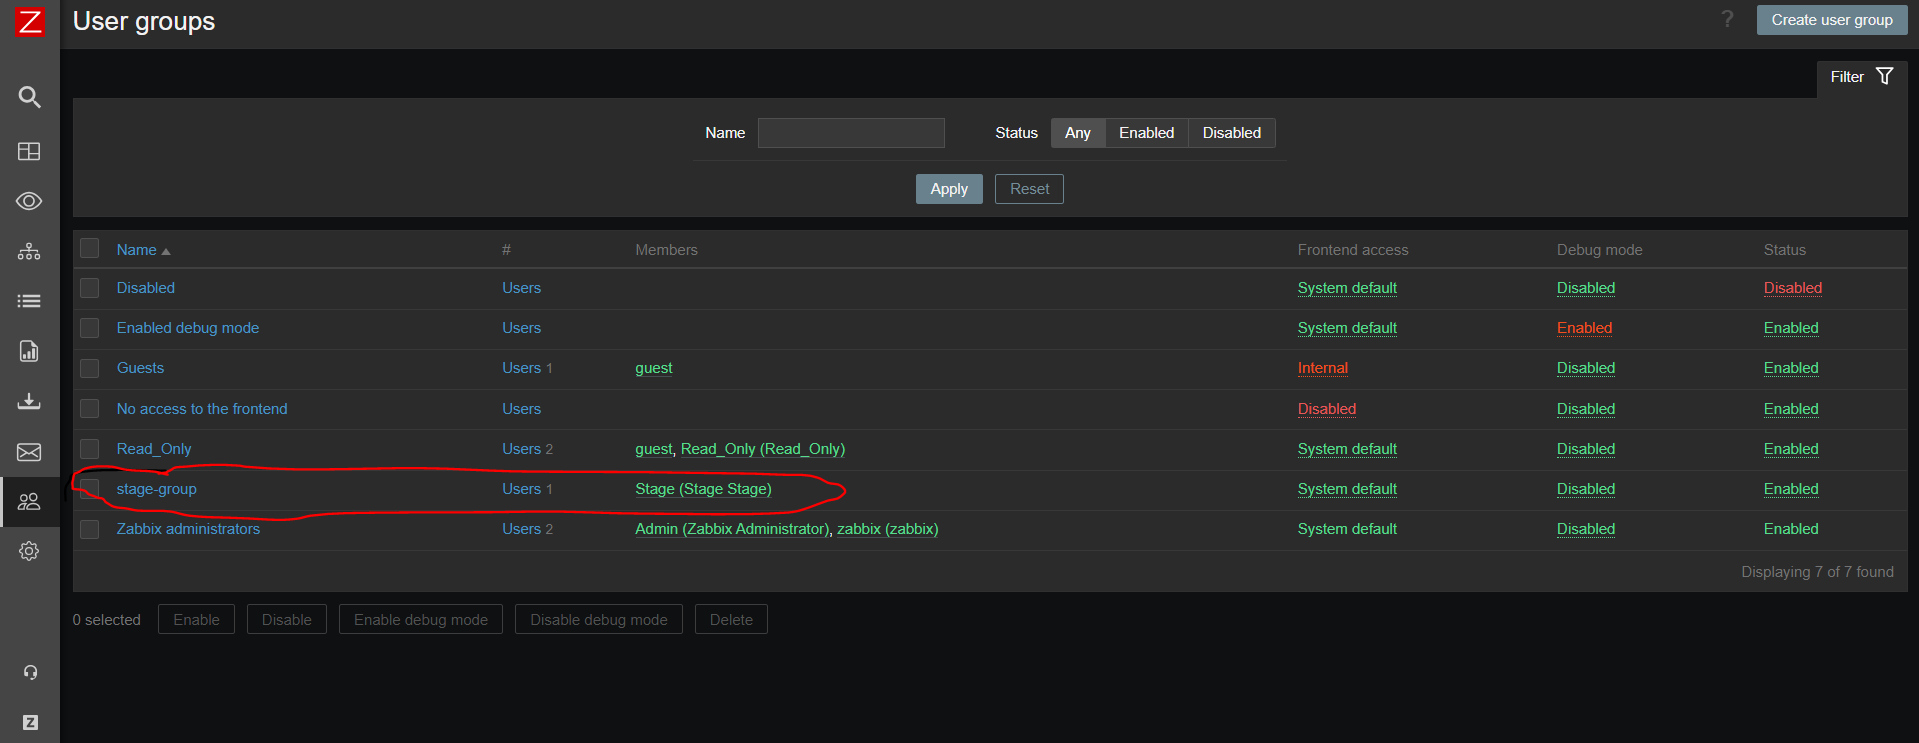 Z User groups ? Create user group
Filter
Name Status Any Enabled Disabled
Apply Reset
Name # Members Frontend access Debug mode Status
Disabled Users System default Disabled Disabled
Enabled debug mode Users System default Enabled Enabled
Guests Users 1 guest Internal Disabled Enabled
No access to the frontend Users Disabled Disabled Enabled
Read_Only Users 2 guest, Read_Only (Read_Only) System default Disabled Enabled
stage-group Users 1 Stage (Stage Stage) System default Disabled Enabled
Zabbix administrators Users 2 Admin (Zabbix Administrator), zabbix (zabbix) System default Disabled Enabled
Displaying 7 of 7 found
0 selected Enable Disable Enable debug mode Disable debug mode Delete
Z